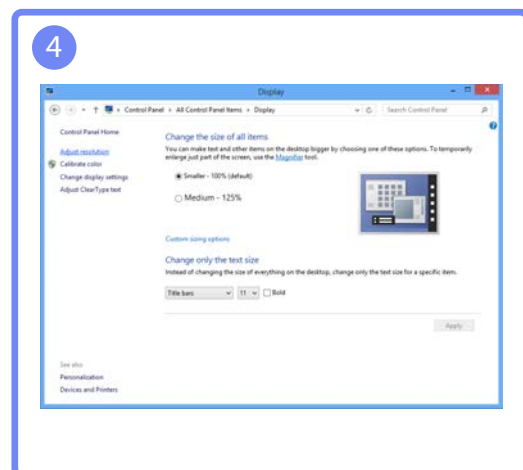 4
Display
Control Panel › All Control Panel Items › Display
Search Control Panel
Control Panel Home
Adjust resolution
Calibrate color
Change display settings
Adjust ClearType text
Change the size of all items
You can make text and other items on the desktop bigger by choosing one of these options. To temporarily
enlarge just part of the screen, use the Magnifier tool.
Smaller - 100% (default)
Medium - 125%
Custom sizing options
Change only the text size
Instead of changing the size of everything on the desktop, change only the text size for a specific item.
Title bars 11 Bold
Apply
See also
Personalization
Devices and Printers